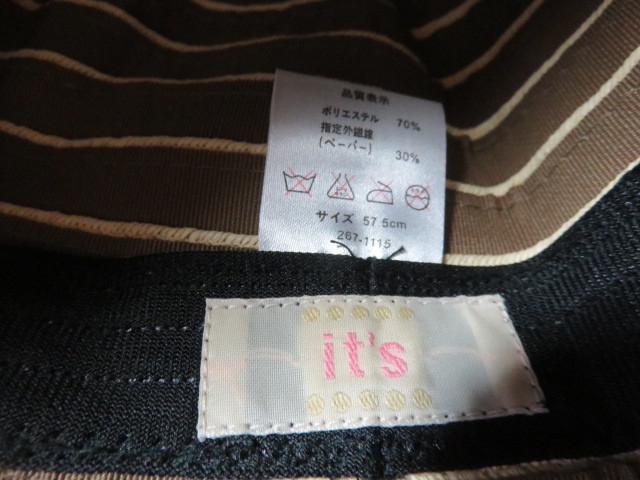 品質表示
ポリエステル 70%
指定外繊維
(ペーパー) 30%
サイズ 57.5cm
267-1115
it's